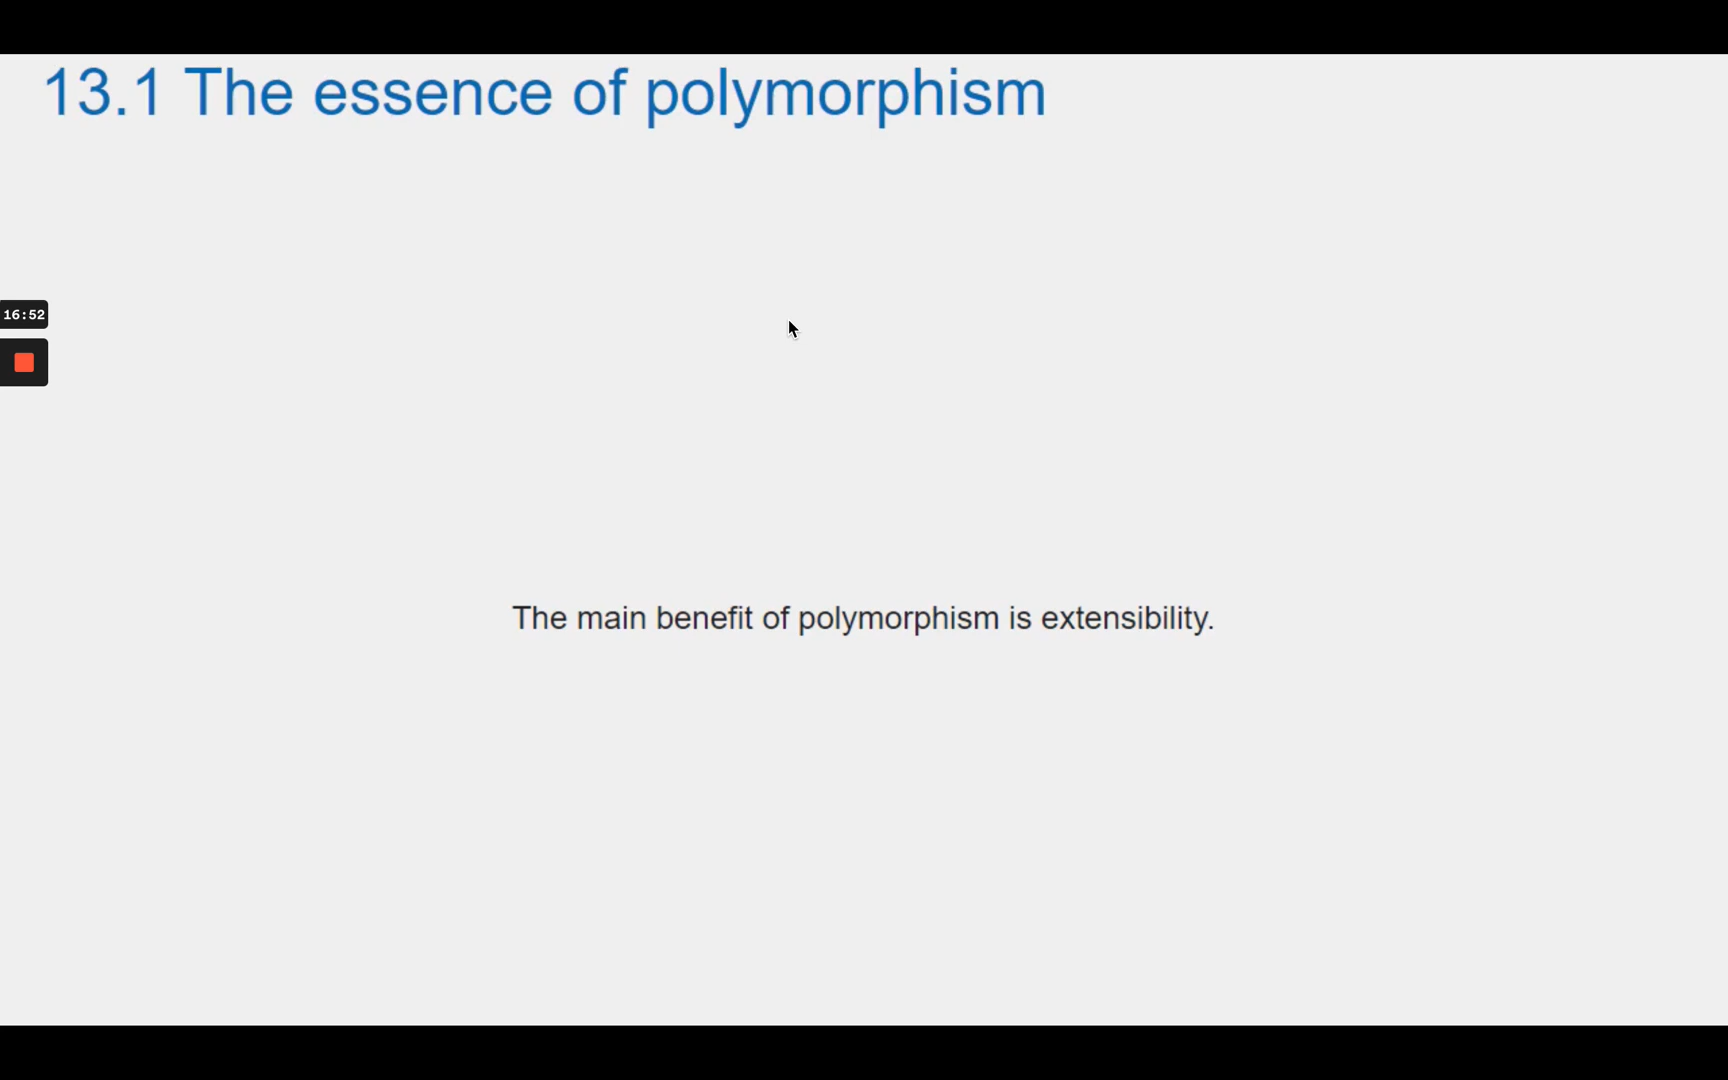 13.1 The essence of polymorphism
16:52
The main benefit of polymorphism is extensibility.